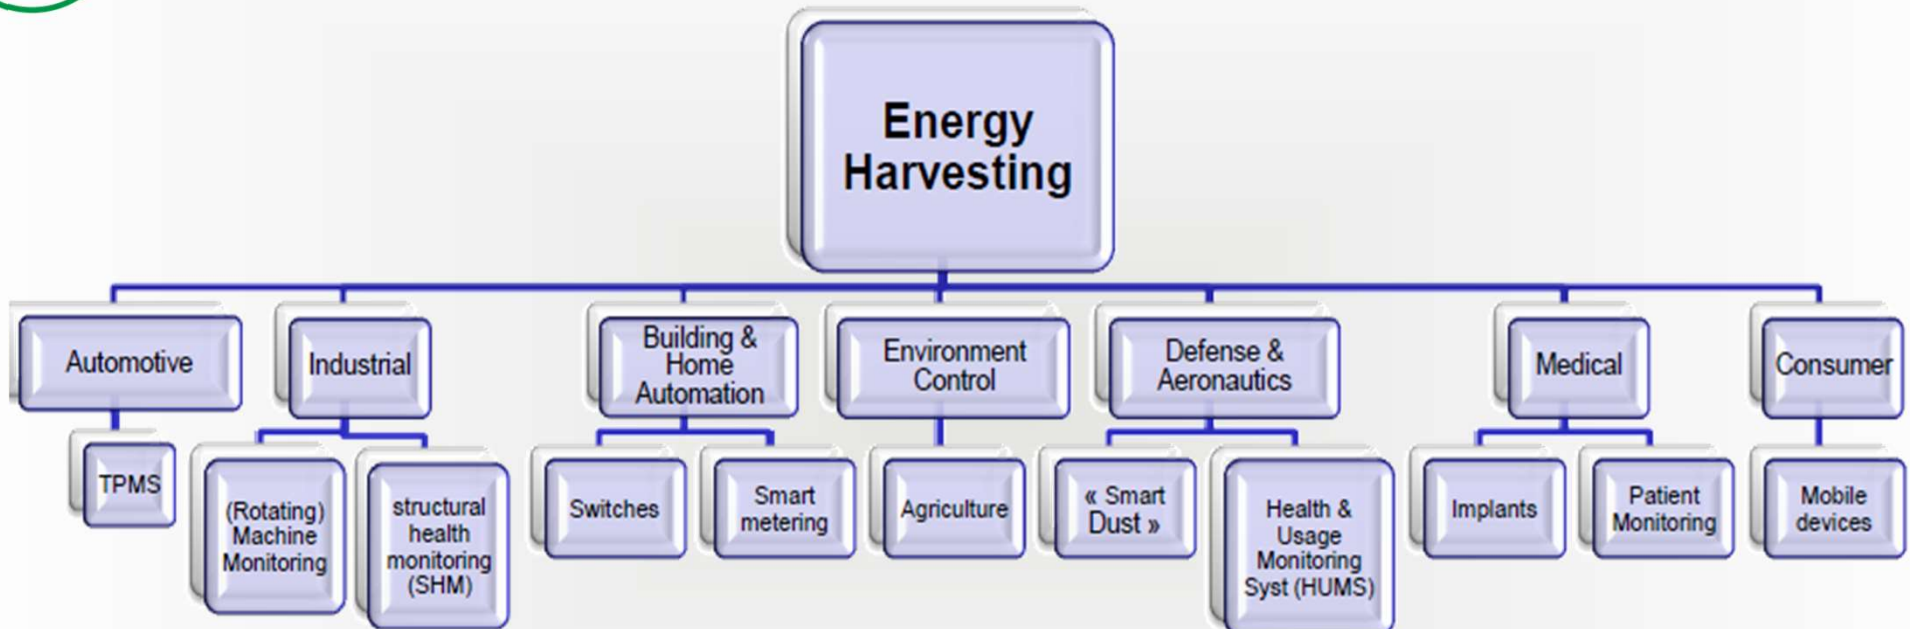 Energy
Harvesting
Automotive
Industrial
Building &
Home
Automation
Environment
Control
Defense &
Aeronautics
Medical
Consumer
TPMS
(Rotating)
Machine
Monitoring
structural
health
monitoring
(SHM)
Switches
Smart
metering
Agriculture
« Smart
Dust »
Health &
Usage
Monitoring
Syst (HUMS)
Implants
Patient
Monitoring
Mobile
devices